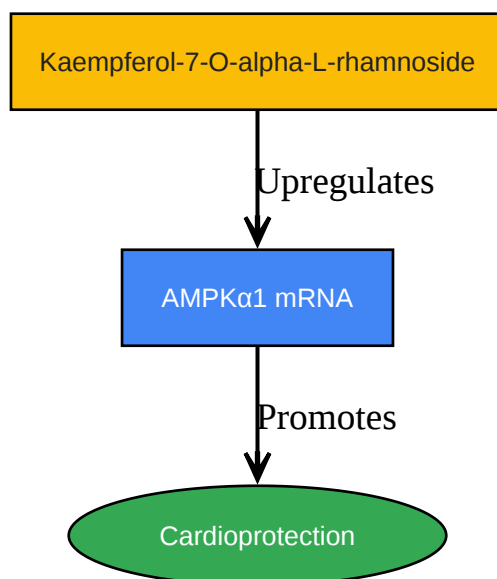 Kaempferol-7-O-alpha-L-rhamnoside
Upregulates
AMPKα1 mRNA
Promotes
Cardioprotection